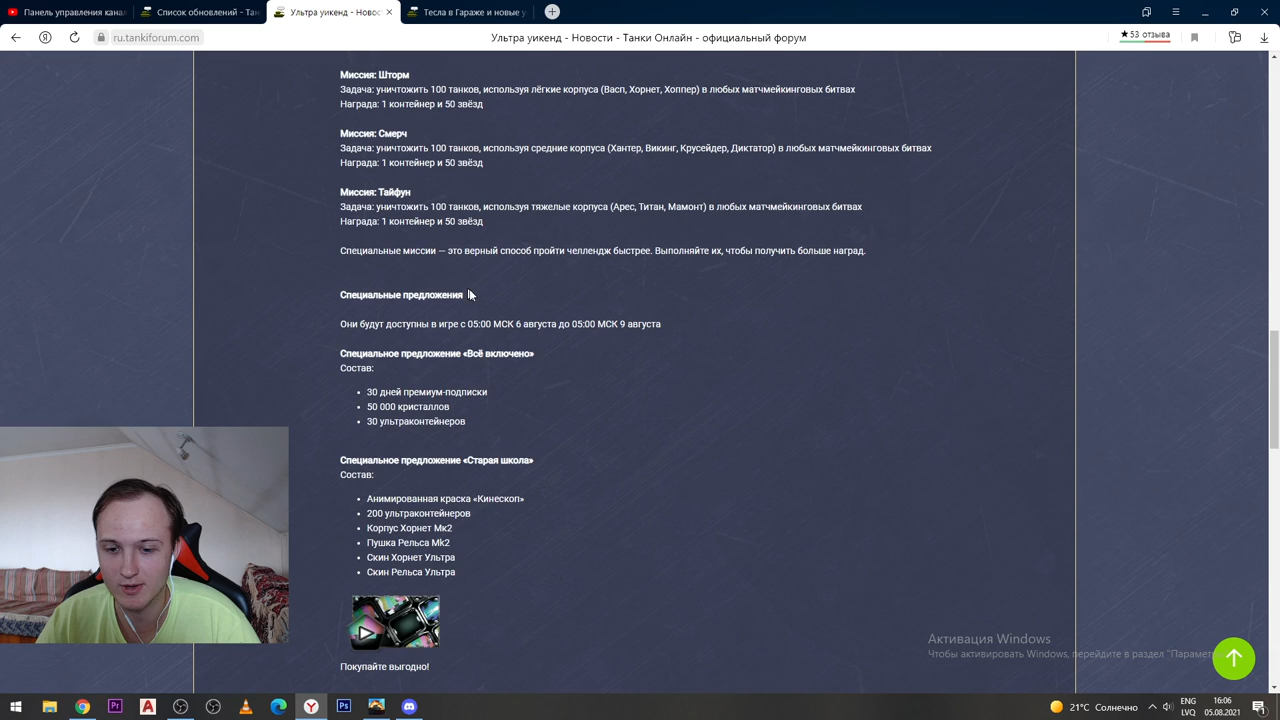 Панель управления канал
Список обновлений - Тан
Ультра уикенд - Новос
Тесла в Гараже и новые у
ru.tankiforum.com
Ультра уикенд - Новости - Танки Онлайн - официальный форум
★53 отзыва
Миссия: Шторм
Задача: уничтожить 100 танков, используя лёгкие корпуса (Васп, Хорнет, Хоппер) в любых матчмейкинговых битвах
Награда: 1 контейнер и 50 звёзд
Миссия: Смерч
Задача: уничтожить 100 танков, используя средние корпуса (Хантер, Викинг, Крусейдер, Диктатор) в любых матчмейкинговых битвах
Награда: 1 контейнер и 50 звёзд
Миссия: Тайфун
Задача: уничтожить 100 танков, используя тяжелые корпуса (Арес, Титан, Мамонт) в любых матчмейкинговых битвах
Награда: 1 контейнер и 50 звёзд
Специальные миссии — это верный способ пройти челлендж быстрее. Выполняйте их, чтобы получить больше наград.
Специальные предложения
Они будут доступны в игре с 05:00 МСК 6 августа до 05:00 МСК 9 августа
Специальное предложение «Всё включено»
Состав:
• 30 дней премиум-подписки
• 50 000 кристаллов
• 30 ультраконтейнеров
Специальное предложение «Старая школа»
Состав:
• Анимированная краска «Кинескоп»
• 200 ультраконтейнеров
• Корпус Хорнет Мк2
• Пушка Рельса Mk2
• Скин Хорнет Ультра
• Скин Рельса Ультра
Покупайте выгодно!
Активация Windows
Чтобы активировать Windows, перейдите в раздел "Парамет
21°C Солнечно
ENG
LVQ
16:06
05.08.2021